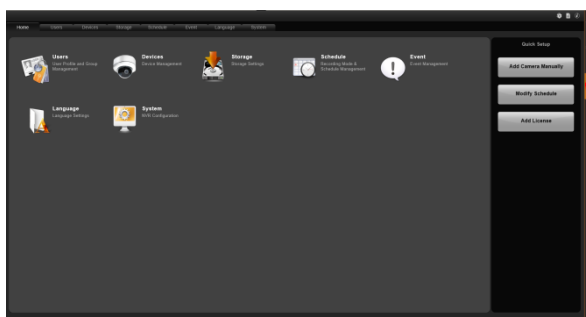 Home Users Devices Storage Schedule Event Language System
Quick Setup
Users
User Profile and Group
Management
Devices
Device Management
Storage
Storage Settings
Schedule
Recording Mode &
Schedule Management
Event
Event Management
Language
Language Settings
System
NVR Configuration
Add Camera Manually
Modify Schedule
Add License